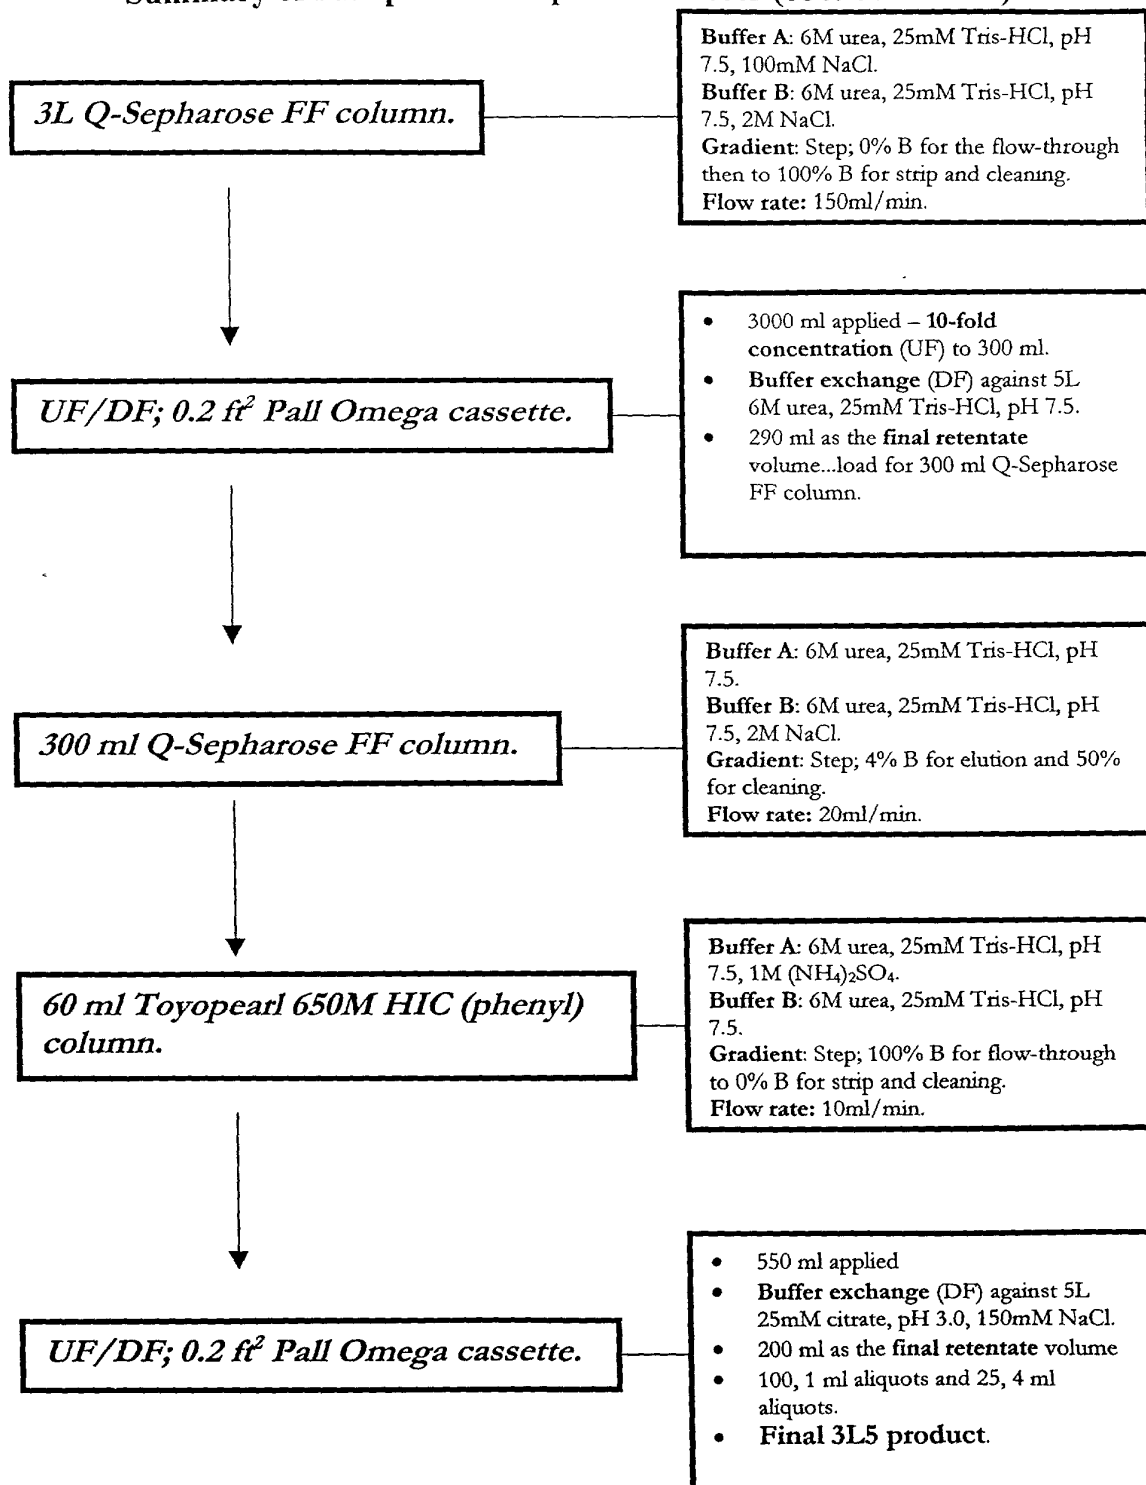 3L Q-Sepharose FF column.
Buffer A: 6M urea, 25mM Tris-HCl, pH
7.5, 100mM NaCl.
Buffer B: 6M urea, 25mM Tris-HCl, pH
7.5, 2M NaCl.
Gradient: Step; 0% B for the flow-through
then to 100% B for strip and cleaning.
Flow rate: 150ml/min.
UF/DF; 0.2 ft² Pall Omega cassette.
• 3000 ml applied – 10-fold
concentration (UF) to 300 ml.
• Buffer exchange (DF) against 5L
6M urea, 25mM Tris-HCl, pH 7.5.
• 290 ml as the final retentate
volume...load for 300 ml Q-Sepharose
FF column.
300 ml Q-Sepharose FF column.
Buffer A: 6M urea, 25mM Tris-HCl, pH
7.5.
Buffer B: 6M urea, 25mM Tris-HCl, pH
7.5, 2M NaCl.
Gradient: Step; 4% B for elution and 50%
for cleaning.
Flow rate: 20ml/min.
60 ml Toyopearl 650M HIC (phenyl)
column.
Buffer A: 6M urea, 25mM Tris-HCl, pH
7.5, 1M (NH₄)₂SO₄.
Buffer B: 6M urea, 25mM Tris-HCl, pH
7.5.
Gradient: Step; 100% B for flow-through
to 0% B for strip and cleaning.
Flow rate: 10ml/min.
UF/DF; 0.2 ft² Pall Omega cassette.
• 550 ml applied
• Buffer exchange (DF) against 5L
25mM citrate, pH 3.0, 150mM NaCl.
• 200 ml as the final retentate volume
• 100, 1 ml aliquots and 25, 4 ml
aliquots.
• Final 3L5 product.